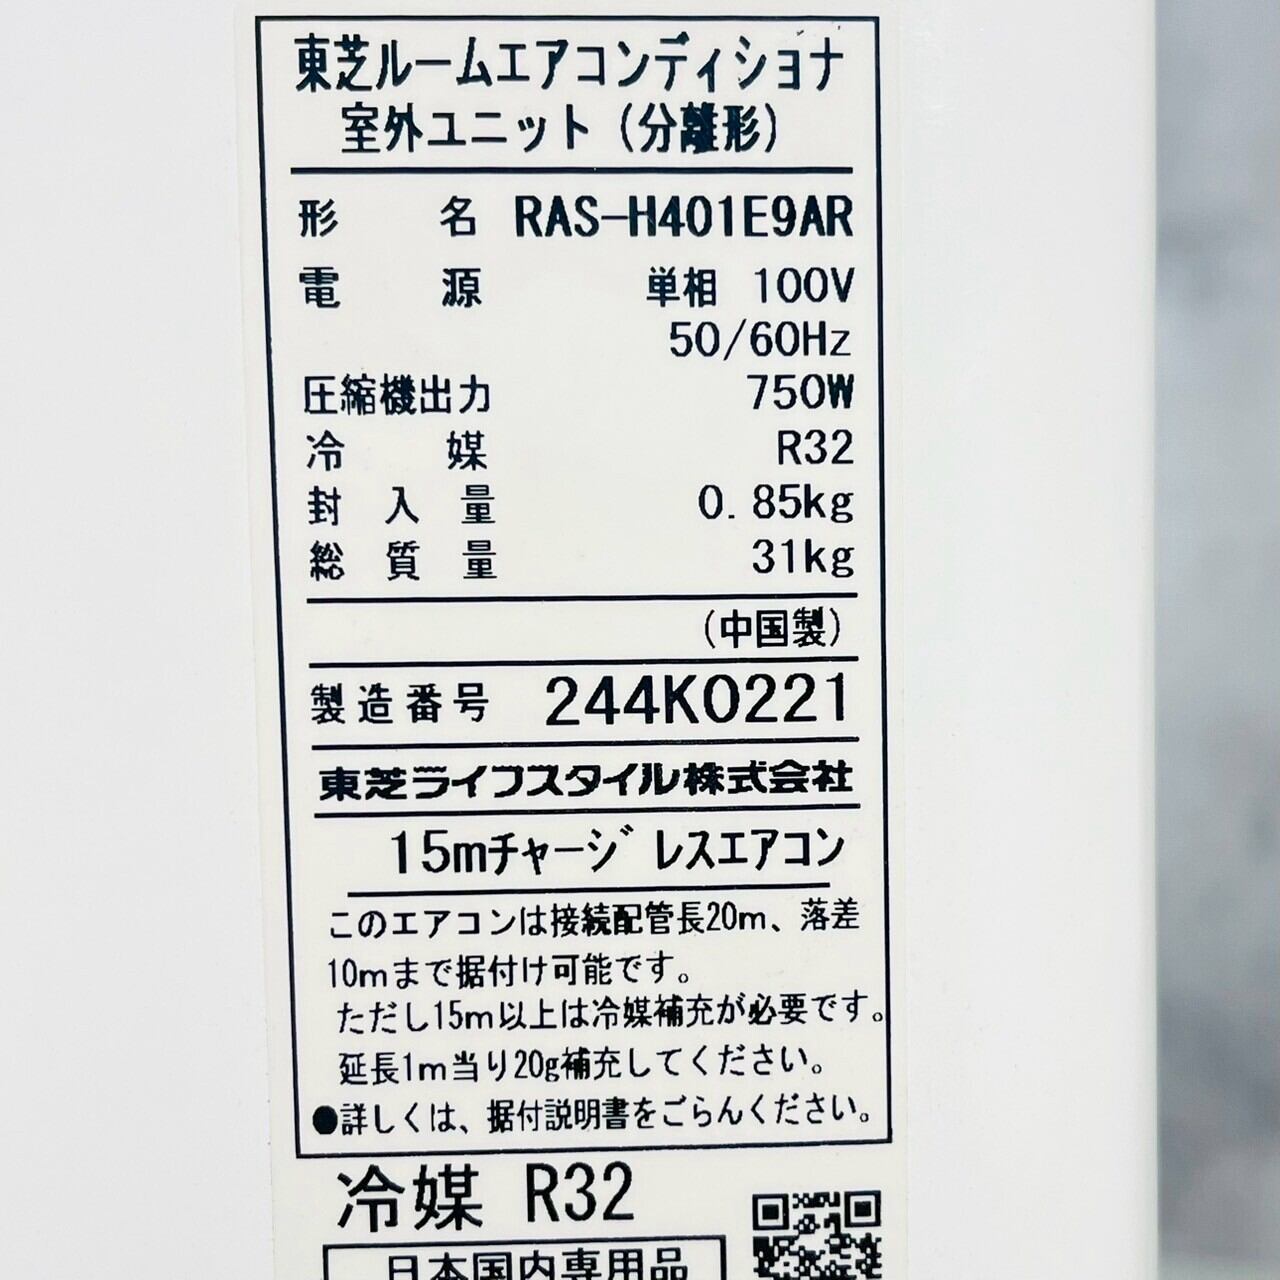 東芝ルームエアコンディショナ
室外ユニット(分離形)
形名 RAS-H401E9AR
電源 単相 100V
50/60Hz
圧縮機出力 750W
冷媒 R32
封入量 0.85kg
総質量 31kg
(中国製)
製造番号 244K0221
東芝ライフスタイル株式会社
15mチャージレスエアコン
このエアコンは接続配管長20m、落差
10mまで据付け可能です。
ただし15m以上は冷媒補充が必要です。
延長1m当り20g補充してください。
●詳しくは、据付説明書をごらんください。
冷媒 R32
日本国内専用品